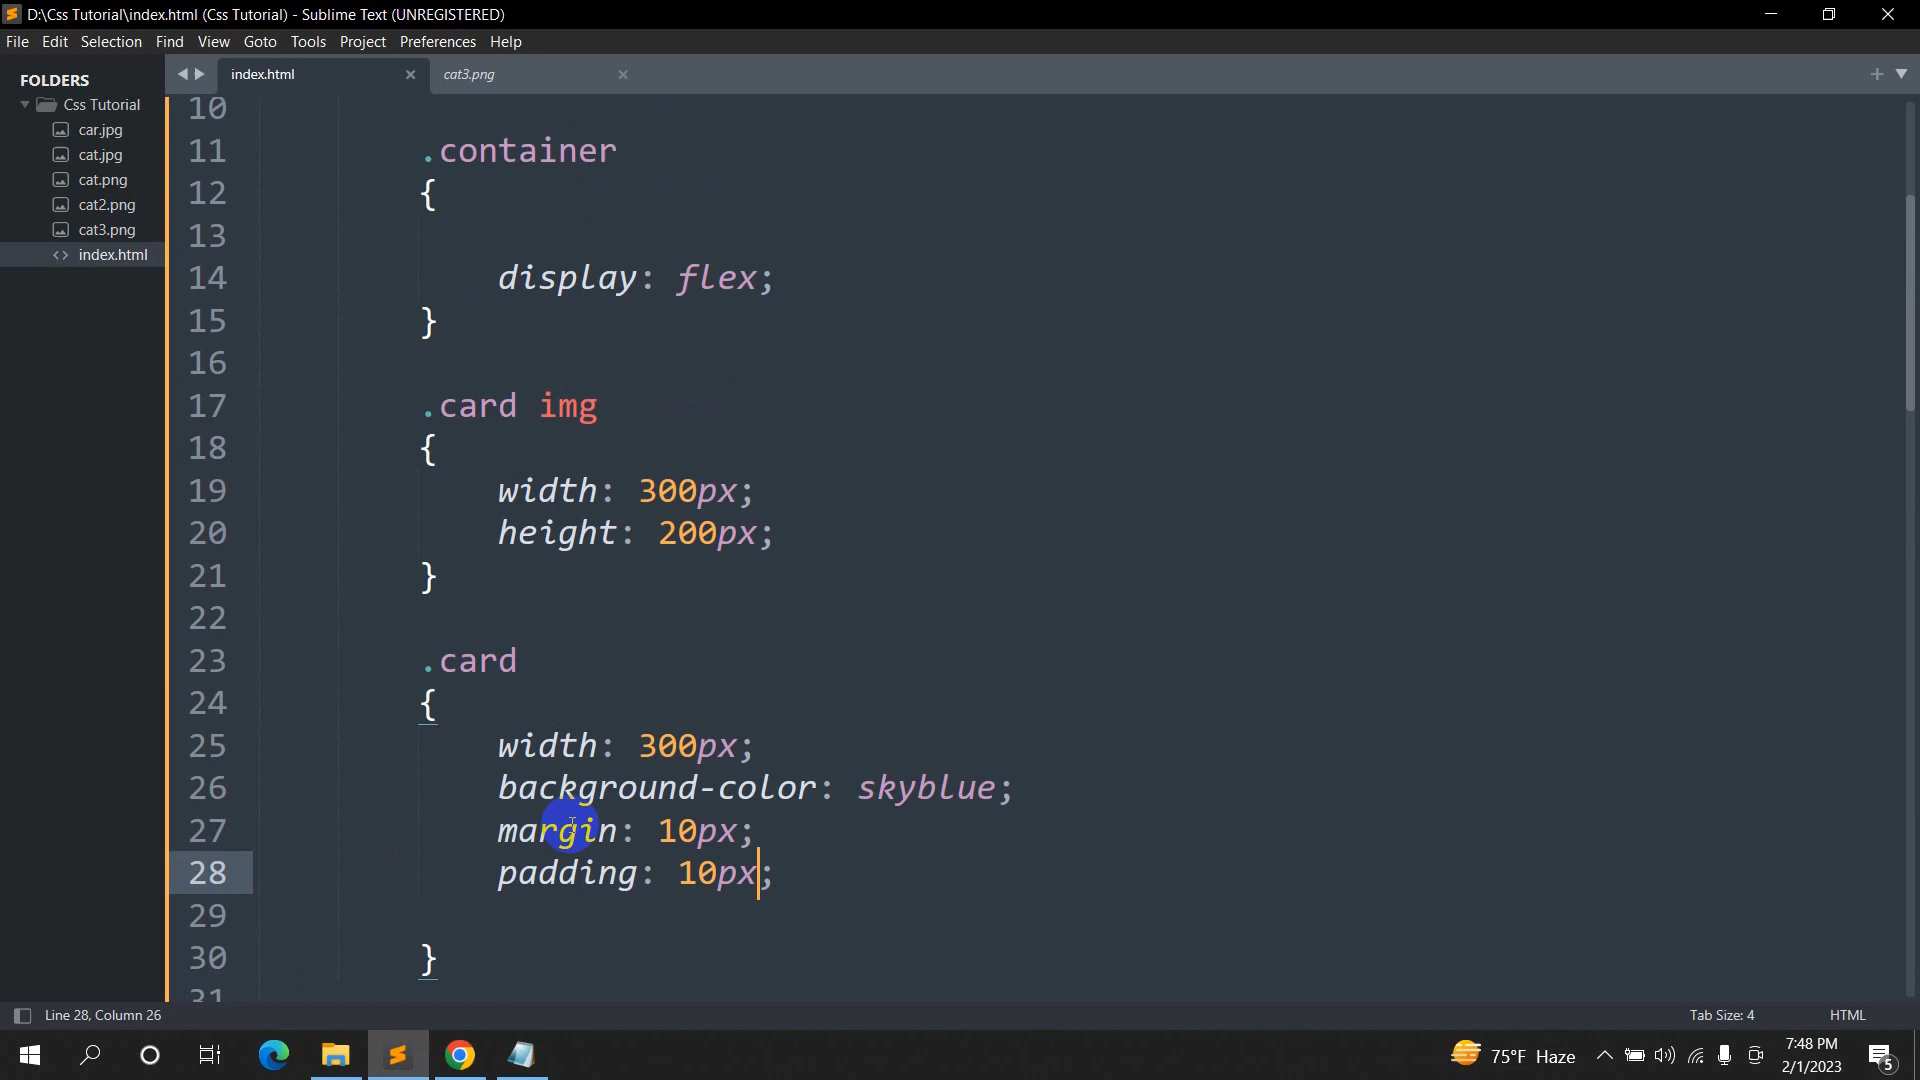 D:\Css Tutorial\index.html (Css Tutorial) - Sublime Text (UNREGISTERED)
File Edit Selection Find View Goto Tools Project Preferences Help
FOLDERS
Css Tutorial
car.jpg
cat.jpg
cat.png
cat2.png
cat3.png
index.html
index.html
cat3.png
10
11 .container
12 {
13
14 display: flex;
15 }
16
17 .card img
18 {
19 width: 300px;
20 height: 200px;
21 }
22
23 .card
24 {
25 width: 300px;
26 background-color: skyblue;
27 margin: 10px;
28 padding: 10px;
29
30 }
31
Line 28, Column 26
Tab Size: 4
HTML
75°F Haze
7:48 PM
2/1/2023
5